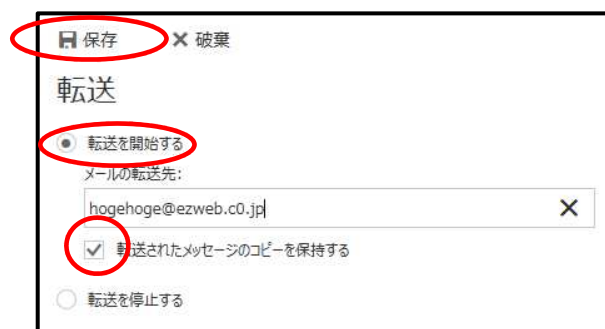 保存 破棄
転送
転送を開始する
メールの転送先:
hogehoge@ezweb.c0.jp
転送されたメッセージのコピーを保持する
転送を停止する